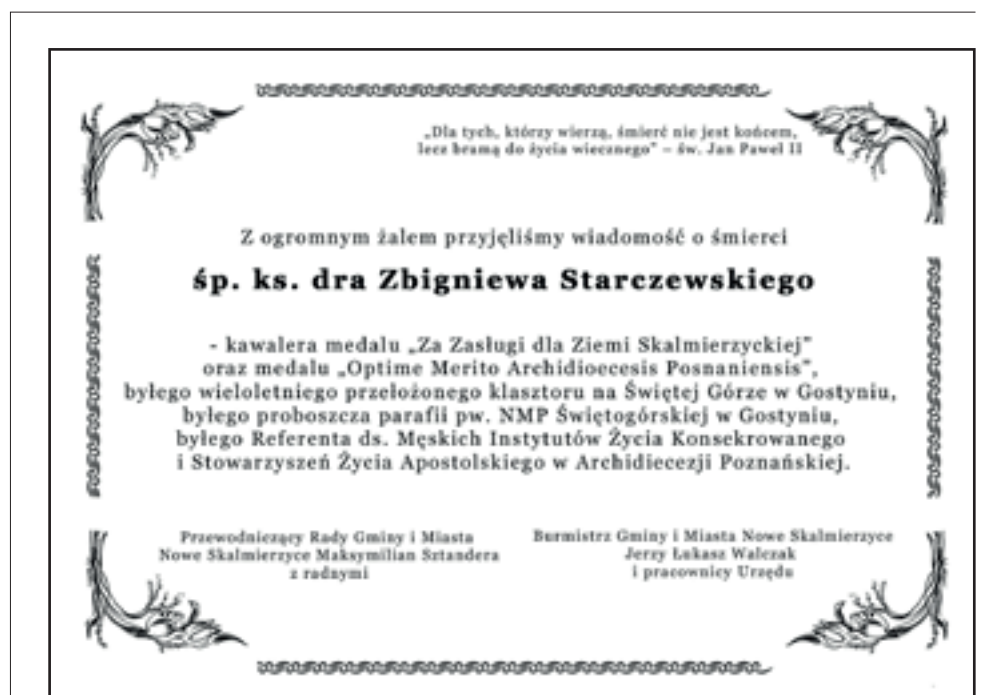 „Dla tych, którzy wierzą, śmierć nie jest końcem,
lecz bramą do życia wiecznego” – św. Jan Paweł II
Z ogromnym żalem przyjęliśmy wiadomość o śmierci
śp. ks. dra Zbigniewa Starczewskiego
- kawalera medalu „Za Zasługi dla Ziemi Skalmierzyckiej”
oraz medalu „Optime Merito Archidioecesis Posnaniensis”,
byłego wieloletniego przełożonego klasztoru na Świętej Górze w Gostyniu,
byłego proboszcza parafii pw. NMP Świętogórskiej w Gostyniu,
byłego Referenta ds. Męskich Instytutów Życia Konsekrowanego
i Stowarzyszeń Życia Apostolskiego w Archidiecezji Poznańskiej.
Przewodniczący Rady Gminy i Miasta
Nowe Skalmierzyce Maksymilian Sztandera
z radnymi
Burmistrz Gminy i Miasta Nowe Skalmierzyce
Jerzy Łukasz Walczak
i pracownicy Urzędu